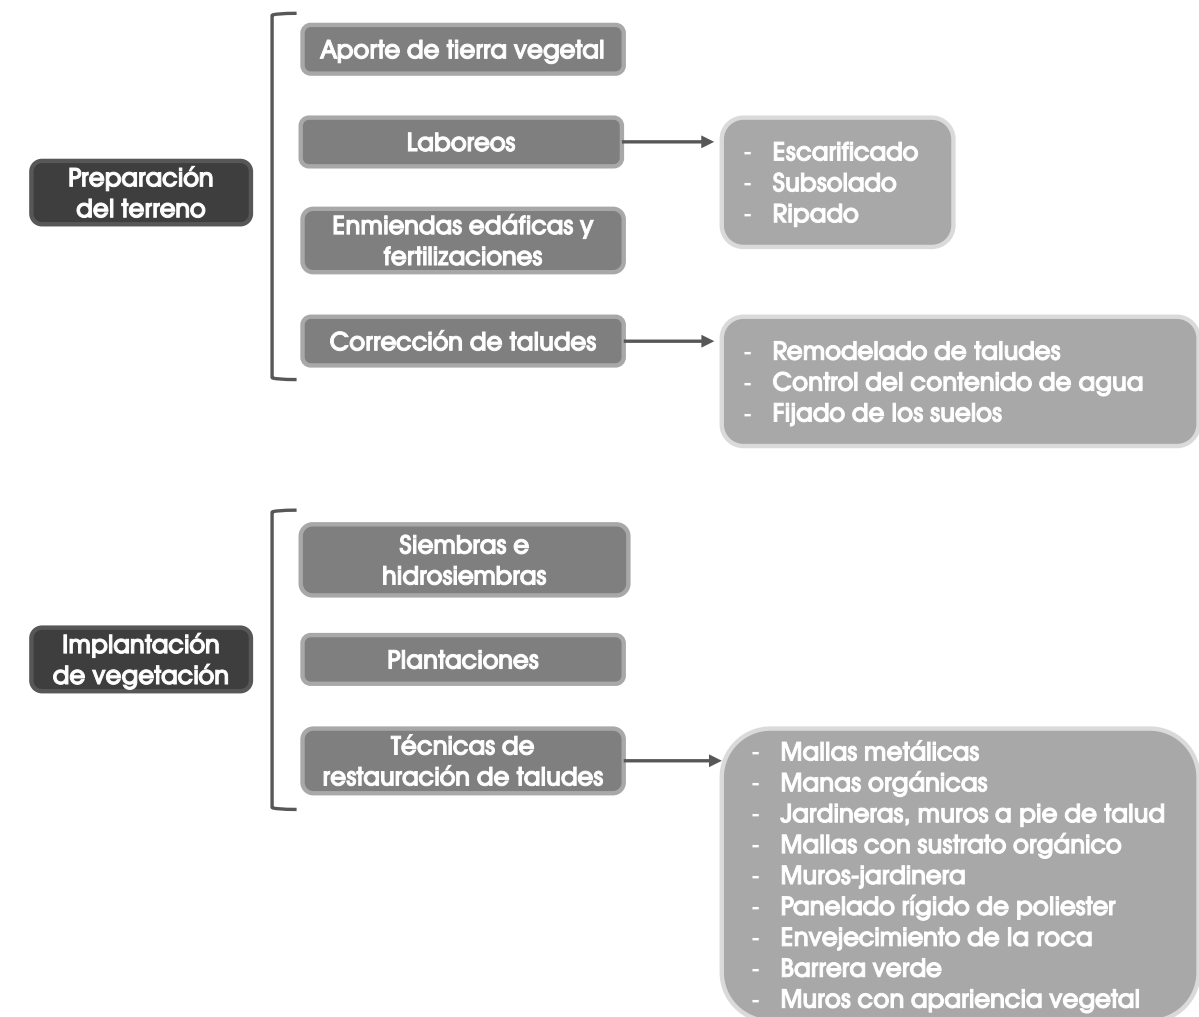 Preparación
del terreno
Aporte de tierra vegetal
Laboreos
- Escarificado
- Subsolado
- Ripado
Enmiendas edáficas y
fertilizaciones
Corrección de taludes
- Remodelado de taludes
- Control del contenido de agua
- Fijado de los suelos
Implantación
de vegetación
Siembras e
hidrosiembras
Plantaciones
Técnicas de
restauración de taludes
- Mallas metálicas
- Manas orgánicas
- Jardineras, muros a pie de talud
- Mallas con sustrato orgánico
- Muros-jardinera
- Panelado rígido de poliester
- Envejecimiento de la roca
- Barrera verde
- Muros con apariencia vegetal